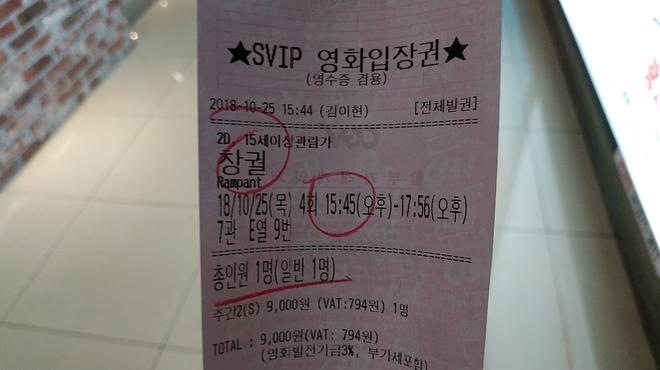 ★SVIP 영화입장권★
(영수증 겸용)
2018-10-25 15:44 (김이현) [전체발권]
2D 15세이상관람가
창궐
Rampant
18/10/25(목) 4회 15:45(오후)-17:56(오후)
7관 E열 9번
총인원 1명(일반 1명)
주간2(S) 9,000원 (VAT:794원) 1명
TOTAL : 9,000원(VAT: 794원)
(영화발전기금3%, 부가세포함)